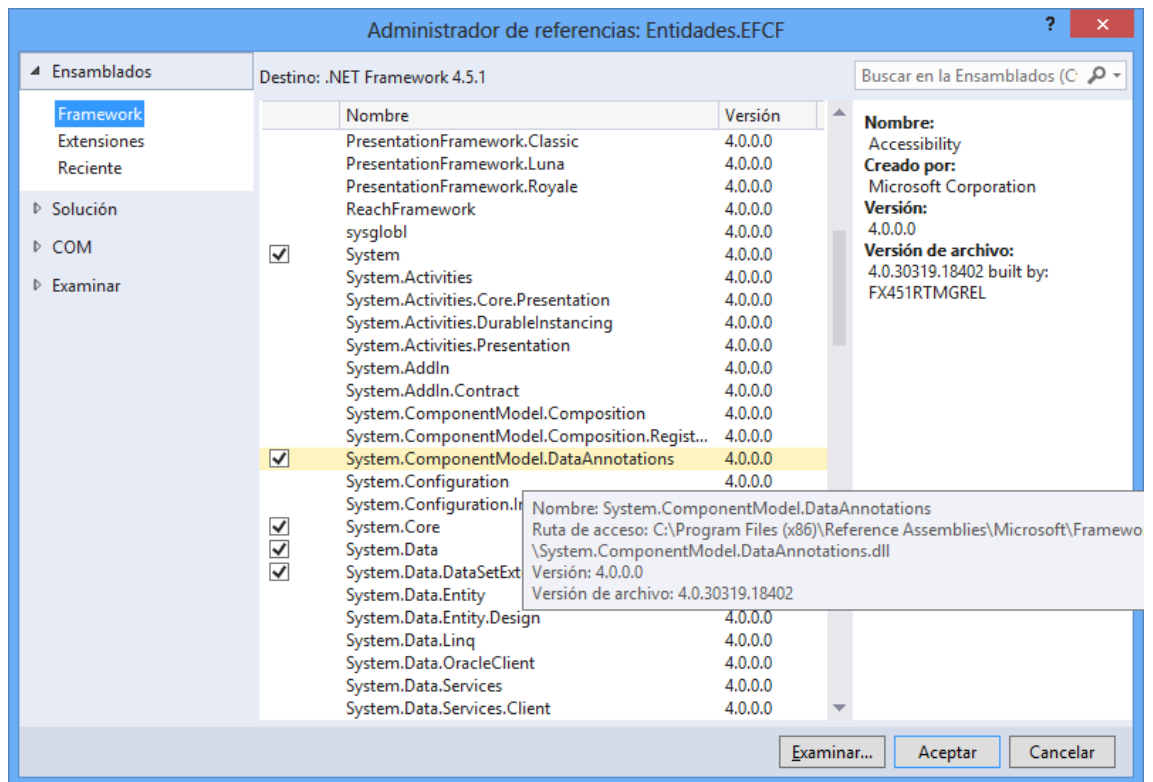 Administrador de referencias: Entidades.EFCF
? ×
Ensamblados
Framework
Extensiones
Reciente
Solución
COM
Examinar
Destino: .NET Framework 4.5.1
Buscar en la Ensamblados (C
Nombre Versión
PresentationFramework.Classic 4.0.0.0
PresentationFramework.Luna 4.0.0.0
PresentationFramework.Royale 4.0.0.0
ReachFramework 4.0.0.0
sysglobl 4.0.0.0
System 4.0.0.0
System.Activities 4.0.0.0
System.Activities.Core.Presentation 4.0.0.0
System.Activities.DurableInstancing 4.0.0.0
System.Activities.Presentation 4.0.0.0
System.AddIn 4.0.0.0
System.AddIn.Contract 4.0.0.0
System.ComponentModel.Composition 4.0.0.0
System.ComponentModel.Composition.Regist... 4.0.0.0
System.ComponentModel.DataAnnotations 4.0.0.0
System.Configuration 4.0.0.0
System.Configuration.In
System.Core
System.Data
System.Data.DataSetExt
System.Data.Entity
System.Data.Entity.Design 4.0.0.0
System.Data.Linq 4.0.0.0
System.Data.OracleClient 4.0.0.0
System.Data.Services 4.0.0.0
System.Data.Services.Client 4.0.0.0
Nombre: System.ComponentModel.DataAnnotations
Ruta de acceso: C:\Program Files (x86)\Reference Assemblies\Microsoft\Framewo
\System.ComponentModel.DataAnnotations.dll
Versión: 4.0.0.0
Versión de archivo: 4.0.30319.18402
Nombre:
Accessibility
Creado por:
Microsoft Corporation
Versión:
4.0.0.0
Versión de archivo:
4.0.30319.18402 built by:
FX451RTMGREL
Examinar... Aceptar Cancelar